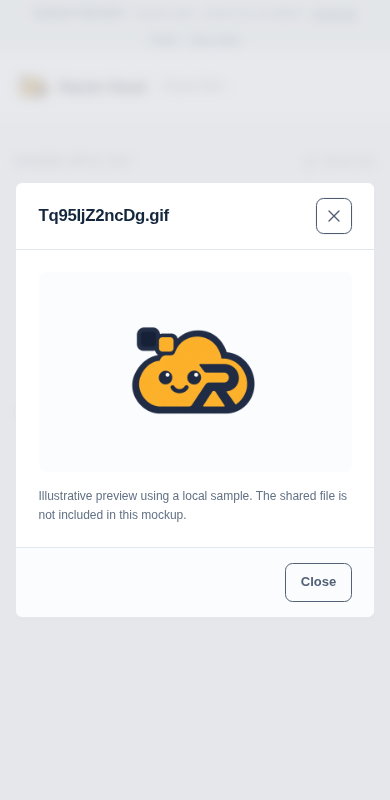 Tq95ljZ2ncDg.gif
Illustrative preview using a local sample. The shared file is
not included in this mockup.
Close